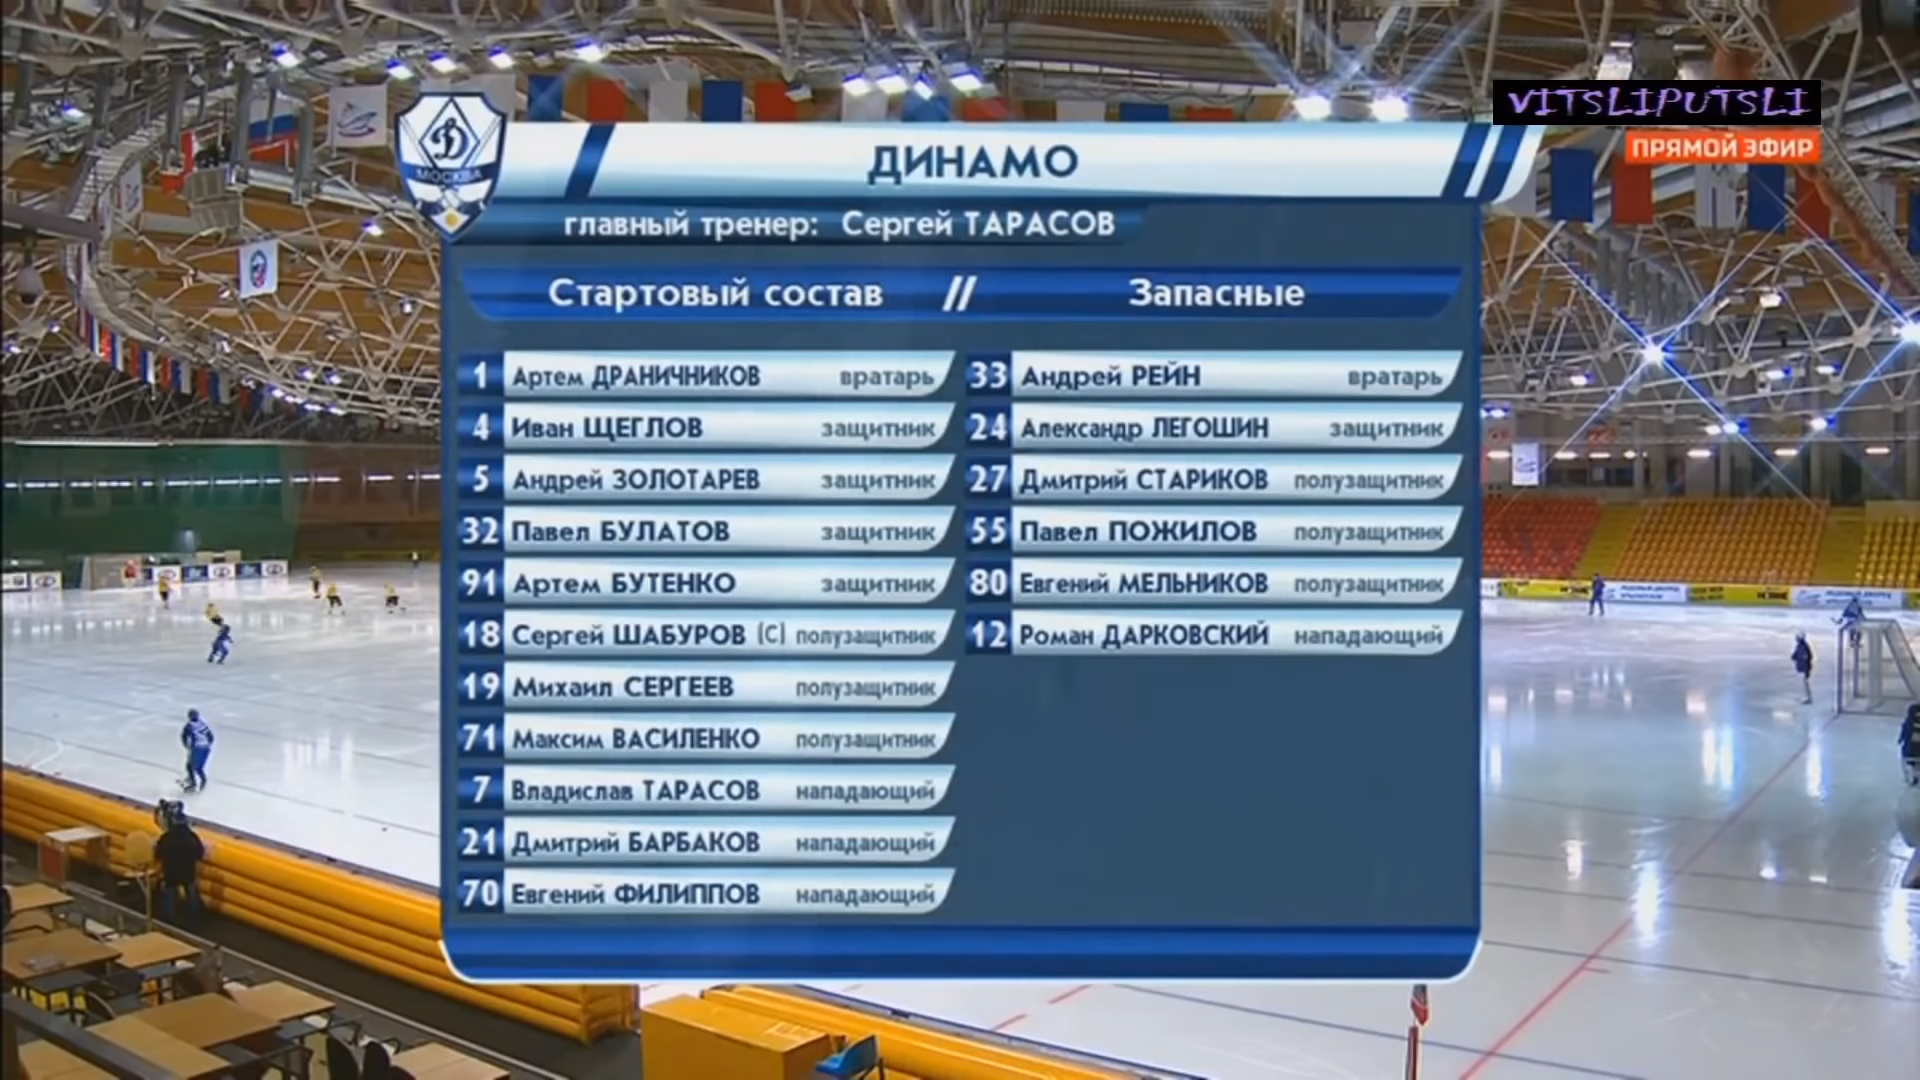 VITSLIPUTSLI
ПРЯМОЙ ЭФИР
МОСКВА
ДИНАМО
главный тренер: Сергей ТАРАСОВ
Стартовый состав // Запасные
1 Артем ДРАНИЧНИКОВ вратарь
4 Иван ЩЕГЛОВ защитник
5 Андрей ЗОЛОТАРЕВ защитник
32 Павел БУЛАТОВ защитник
91 Артем БУТЕНКО защитник
18 Сергей ШАБУРОВ (С) полузащитник
19 Михаил СЕРГЕЕВ полузащитник
71 Максим ВАСИЛЕНКО полузащитник
7 Владислав ТАРАСОВ нападающий
21 Дмитрий БАРБАКОВ нападающий
70 Евгений ФИЛИППОВ нападающий
33 Андрей РЕЙН вратарь
24 Александр ЛЕГОШИН защитник
27 Дмитрий СТАРИКОВ полузащитник
55 Павел ПОЖИЛОВ полузащитник
80 Евгений МЕЛЬНИКОВ полузащитник
12 Роман ДАРКОВСКИЙ нападающий